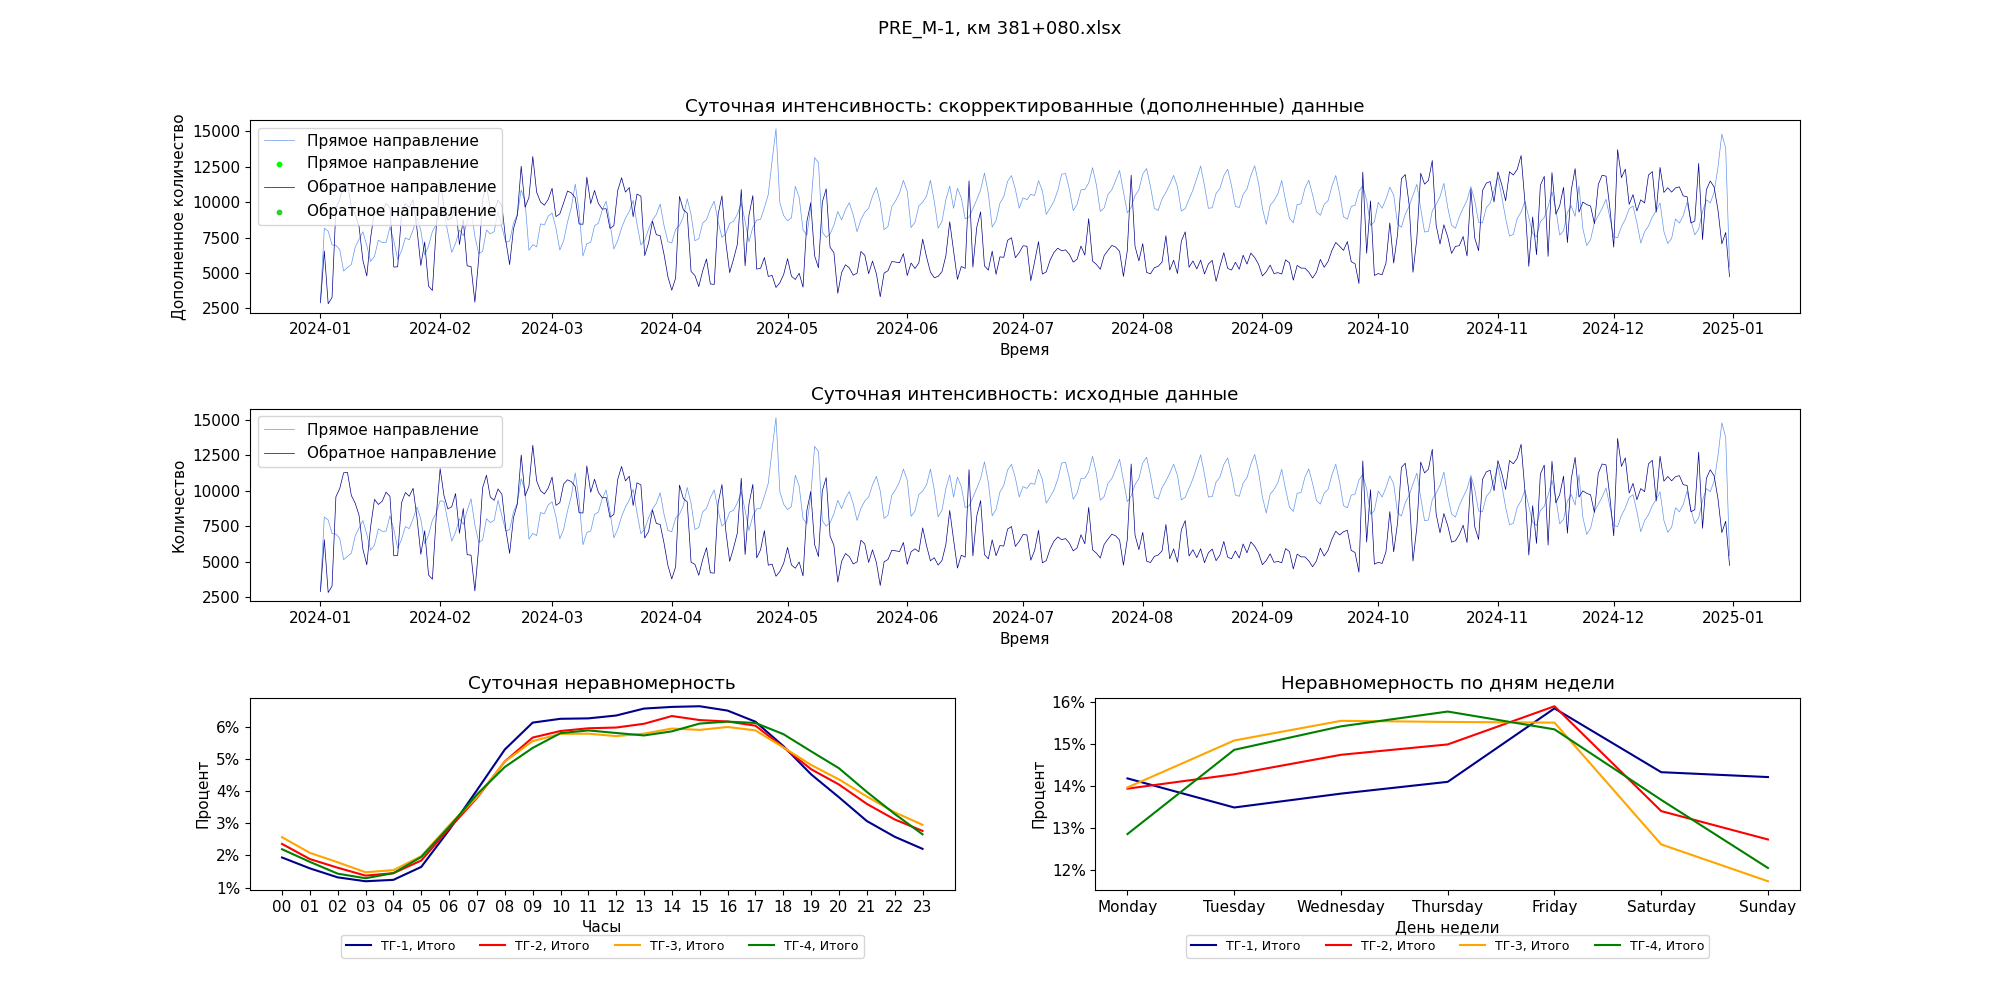 PRE_M-1, км 381+080.xlsx
Суточная интенсивность: скорректированные (дополненные) данные
Дополненное количество
15000
12500
10000
7500
5000
2500
Прямое направление
Прямое направление
Обратное направление
Обратное направление
2024-01 2024-02 2024-03 2024-04 2024-05 2024-06 2024-07 2024-08 2024-09 2024-10 2024-11 2024-12 2025-01
Время
Суточная интенсивность: исходные данные
Количество
15000
12500
10000
7500
5000
2500
Прямое направление
Обратное направление
2024-01 2024-02 2024-03 2024-04 2024-05 2024-06 2024-07 2024-08 2024-09 2024-10 2024-11 2024-12 2025-01
Время
Суточная неравномерность
Процент
6%
5%
4%
3%
2%
1%
00 01 02 03 04 05 06 07 08 09 10 11 12 13 14 15 16 17 18 19 20 21 22 23
Часы
ТГ-1, Итого ТГ-2, Итого ТГ-3, Итого ТГ-4, Итого
Неравномерность по дням недели
Процент
16%
15%
14%
13%
12%
Monday Tuesday Wednesday Thursday Friday Saturday Sunday
День недели
ТГ-1, Итого ТГ-2, Итого ТГ-3, Итого ТГ-4, Итого